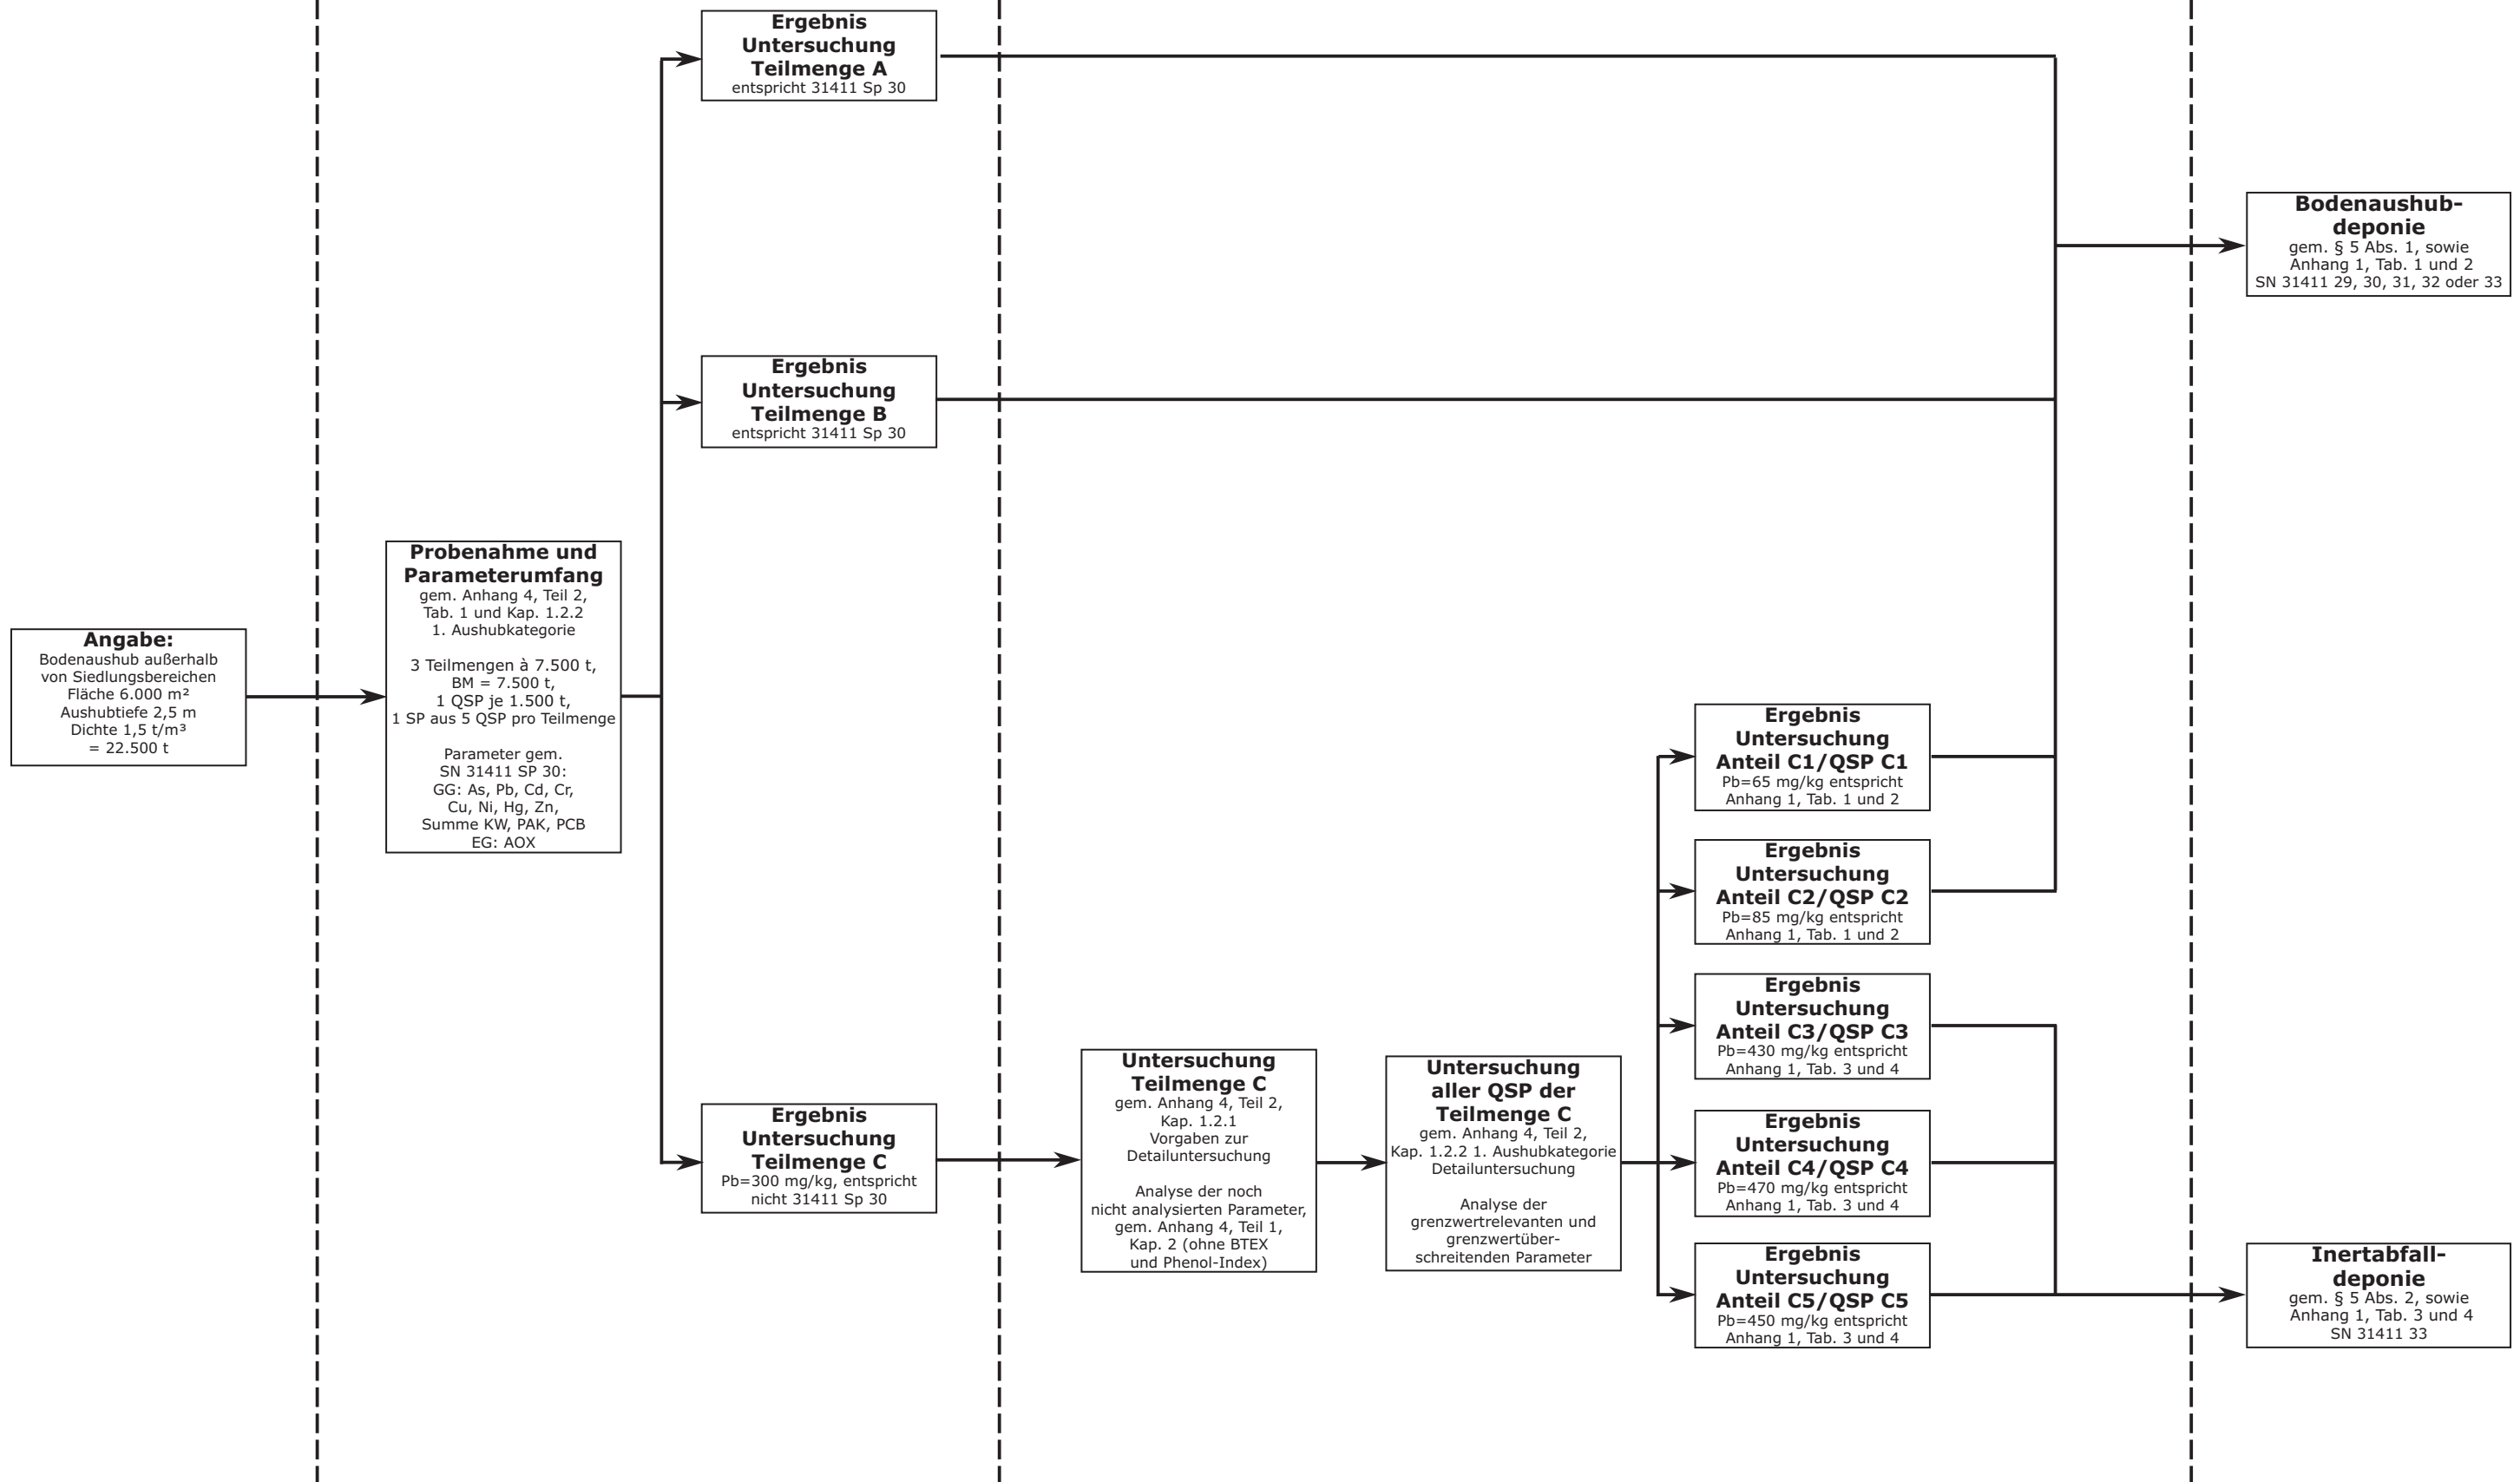 Angabe:
Bodenaushub außerhalb
von Siedlungsbereichen
Fläche 6.000 m²
Aushubtiefe 2,5 m
Dichte 1,5 t/m³
= 22.500 t
Probenahme und
Parameterumfang
gem. Anhang 4, Teil 2,
Tab. 1 und Kap. 1.2.2
1. Aushubkategorie
3 Teilmengen à 7.500 t,
BM = 7.500 t,
1 QSP je 1.500 t,
1 SP aus 5 QSP pro Teilmenge
Parameter gem.
SN 31411 SP 30:
GG: As, Pb, Cd, Cr,
Cu, Ni, Hg, Zn,
Summe KW, PAK, PCB
EG: AOX
Ergebnis
Untersuchung
Teilmenge A
entspricht 31411 Sp 30
Ergebnis
Untersuchung
Teilmenge B
entspricht 31411 Sp 30
Ergebnis
Untersuchung
Teilmenge C
Pb=300 mg/kg, entspricht
nicht 31411 Sp 30
Untersuchung
Teilmenge C
gem. Anhang 4, Teil 2,
Kap. 1.2.1
Vorgaben zur
Detailuntersuchung
Analyse der noch
nicht analysierten Parameter,
gem. Anhang 4, Teil 1,
Kap. 2 (ohne BTEX
und Phenol-Index)
Untersuchung
aller QSP der
Teilmenge C
gem. Anhang 4, Teil 2,
Kap. 1.2.2 1. Aushubkategorie
Detailuntersuchung
Analyse der
grenzwertrelevanten und
grenzwertüber-
schreitenden Parameter
Ergebnis
Untersuchung
Anteil C1/QSP C1
Pb=65 mg/kg entspricht
Anhang 1, Tab. 1 und 2
Ergebnis
Untersuchung
Anteil C2/QSP C2
Pb=85 mg/kg entspricht
Anhang 1, Tab. 1 und 2
Ergebnis
Untersuchung
Anteil C3/QSP C3
Pb=430 mg/kg entspricht
Anhang 1, Tab. 3 und 4
Ergebnis
Untersuchung
Anteil C4/QSP C4
Pb=470 mg/kg entspricht
Anhang 1, Tab. 3 und 4
Ergebnis
Untersuchung
Anteil C5/QSP C5
Pb=450 mg/kg entspricht
Anhang 1, Tab. 3 und 4
Bodenaushub-
deponie
gem. § 5 Abs. 1, sowie
Anhang 1, Tab. 1 und 2
SN 31411 29, 30, 31, 32 oder 33
Inertabfall-
deponie
gem. § 5 Abs. 2, sowie
Anhang 1, Tab. 3 und 4
SN 31411 33